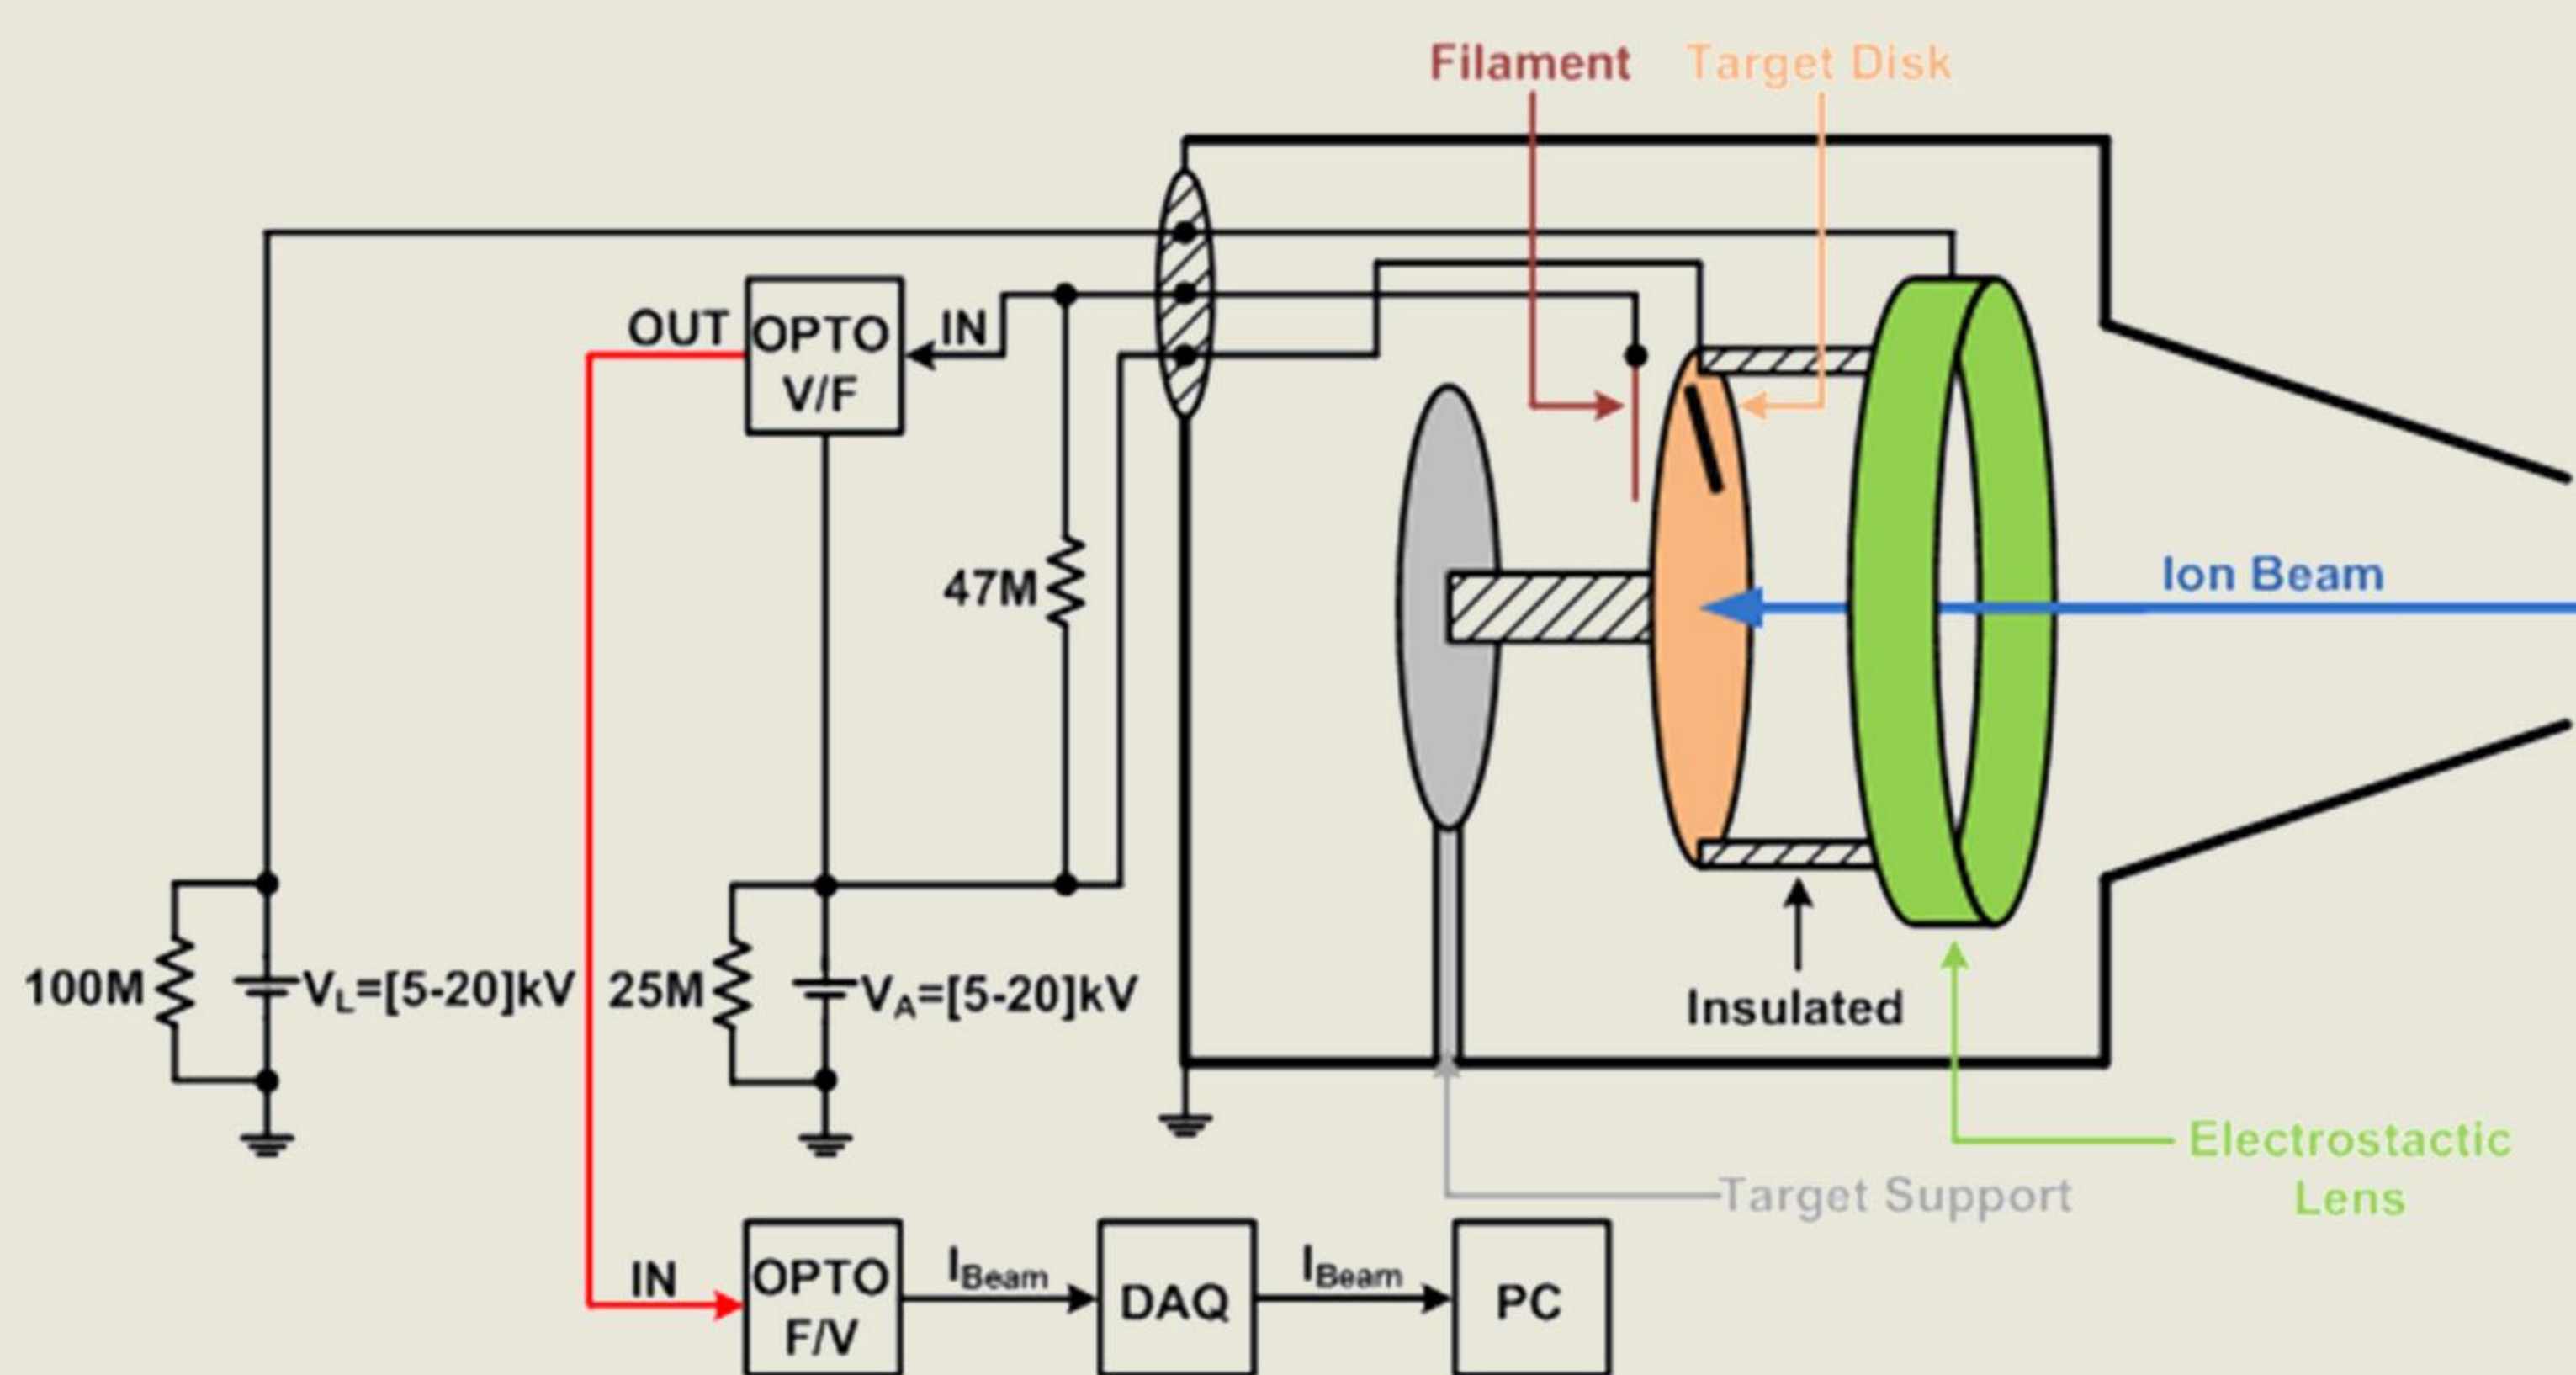 Filament
Target Disk
OUT
OPTO
V/F
IN
47M
Ion Beam
100M
VL=[5-20]kV
25M
VA=[5-20]kV
Insulated
Electrostactic
Lens
Target Support
IN
OPTO
F/V
IBeam
DAQ
IBeam
PC